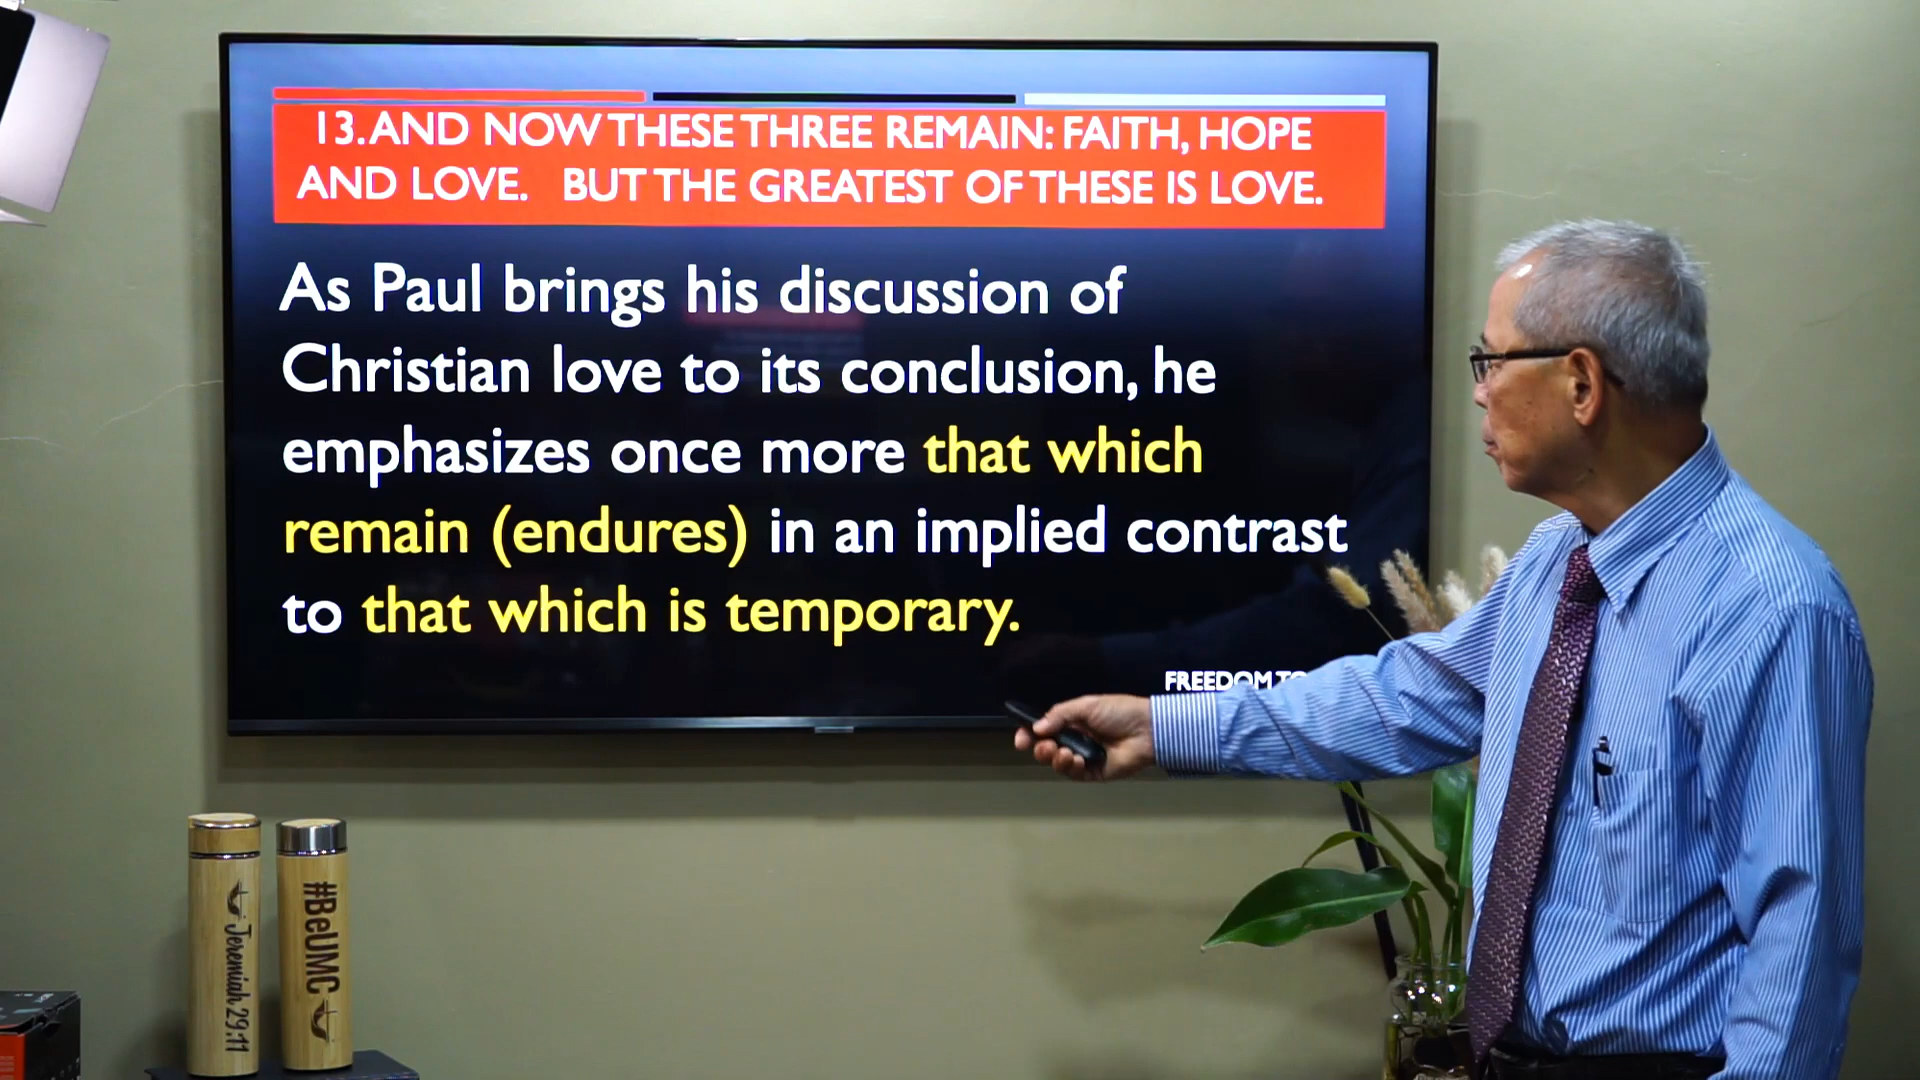 13. AND NOW THESE THREE REMAIN: FAITH, HOPE
AND LOVE. BUT THE GREATEST OF THESE IS LOVE.
As Paul brings his discussion of
Christian love to its conclusion, he
emphasizes once more that which
remain (endures) in an implied contrast
to that which is temporary.
FREEDOM TO
Jeremiah 29:11
#BeUMC